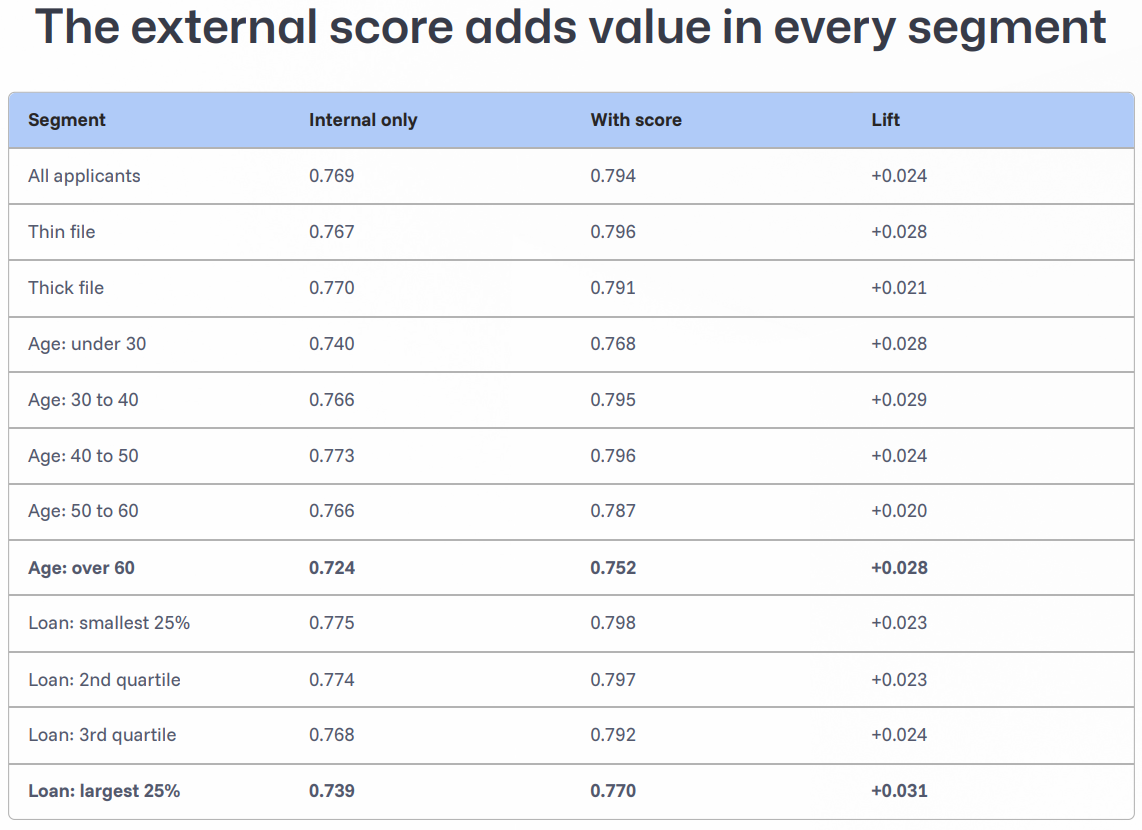 The external score adds value in every segment
Segment Internal only With score Lift
All applicants 0.769 0.794 +0.024
Thin file 0.767 0.796 +0.028
Thick file 0.770 0.791 +0.021
Age: under 30 0.740 0.768 +0.028
Age: 30 to 40 0.766 0.795 +0.029
Age: 40 to 50 0.773 0.796 +0.024
Age: 50 to 60 0.766 0.787 +0.020
Age: over 60 0.724 0.752 +0.028
Loan: smallest 25% 0.775 0.798 +0.023
Loan: 2nd quartile 0.774 0.797 +0.023
Loan: 3rd quartile 0.768 0.792 +0.024
Loan: largest 25% 0.739 0.770 +0.031